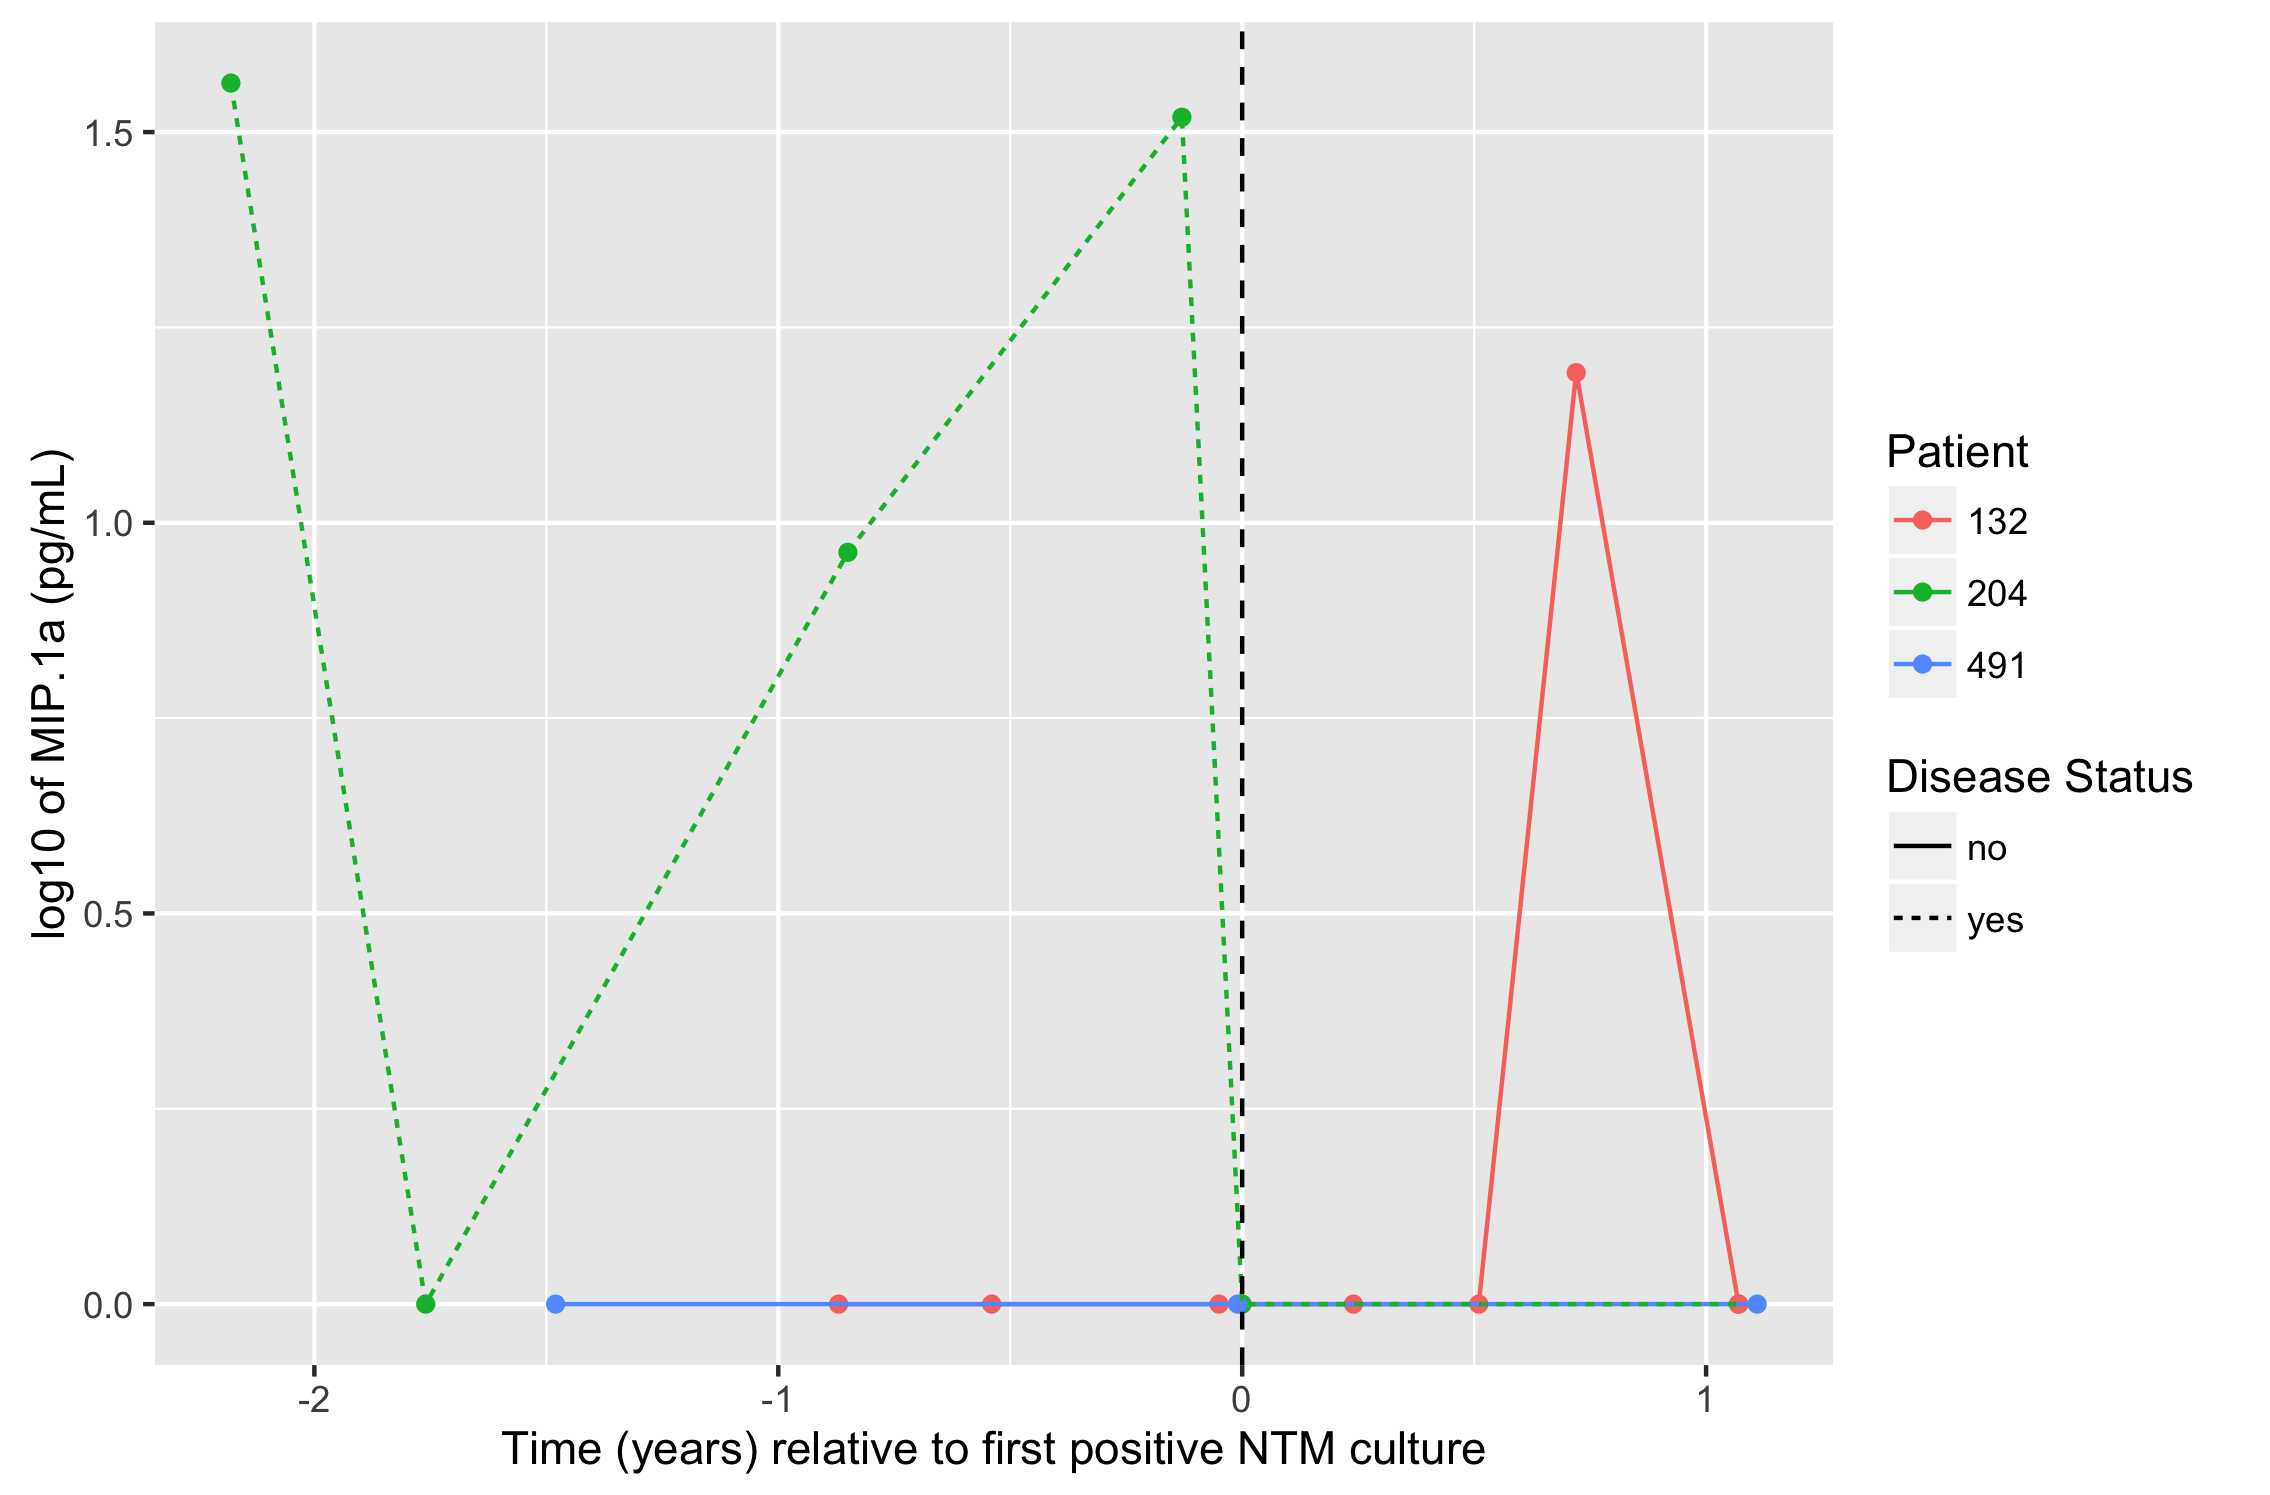 1.5
1.0
0.5
0.0
log10 of MIP.1a (pg/mL)
-2
-1
0
1
Time (years) relative to first positive NTM culture
Patient
132
204
491
Disease Status
no
yes